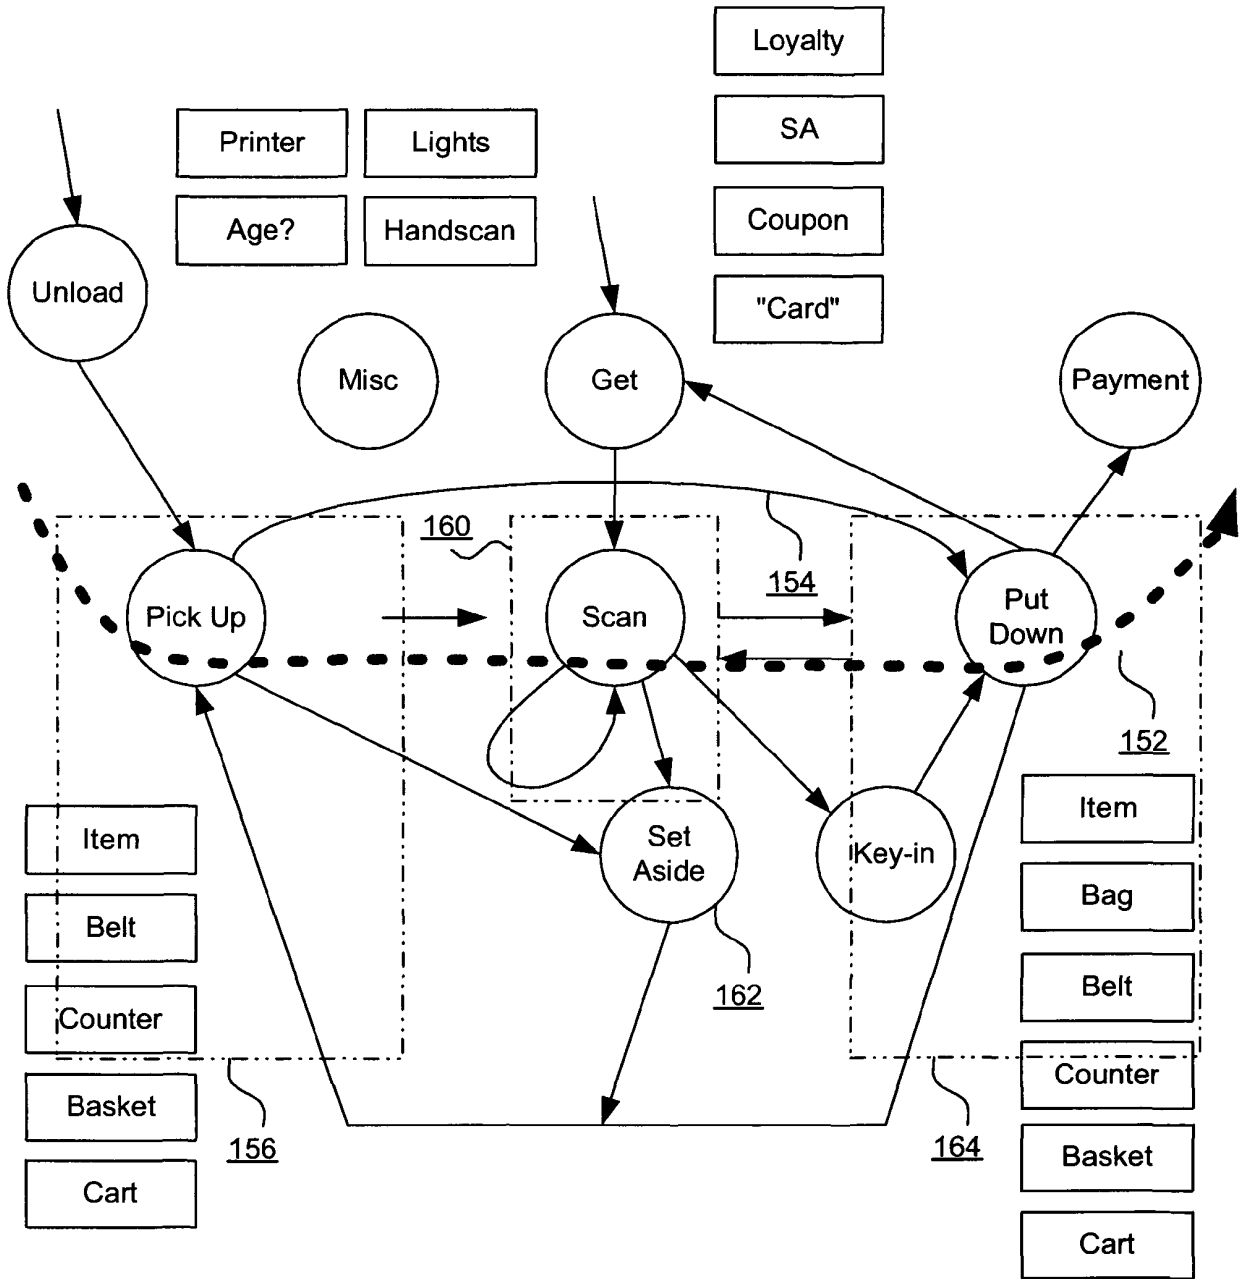 Loyalty
Printer
Lights
SA
Age?
Handscan
Coupon
Unload
"Card"
Misc
Get
Payment
160
154
Pick Up
Scan
Put
Down
152
Item
Belt
Counter
Basket
Cart
Set
Aside
Key-in
162
Item
Bag
Belt
Counter
Basket
Cart
156
164